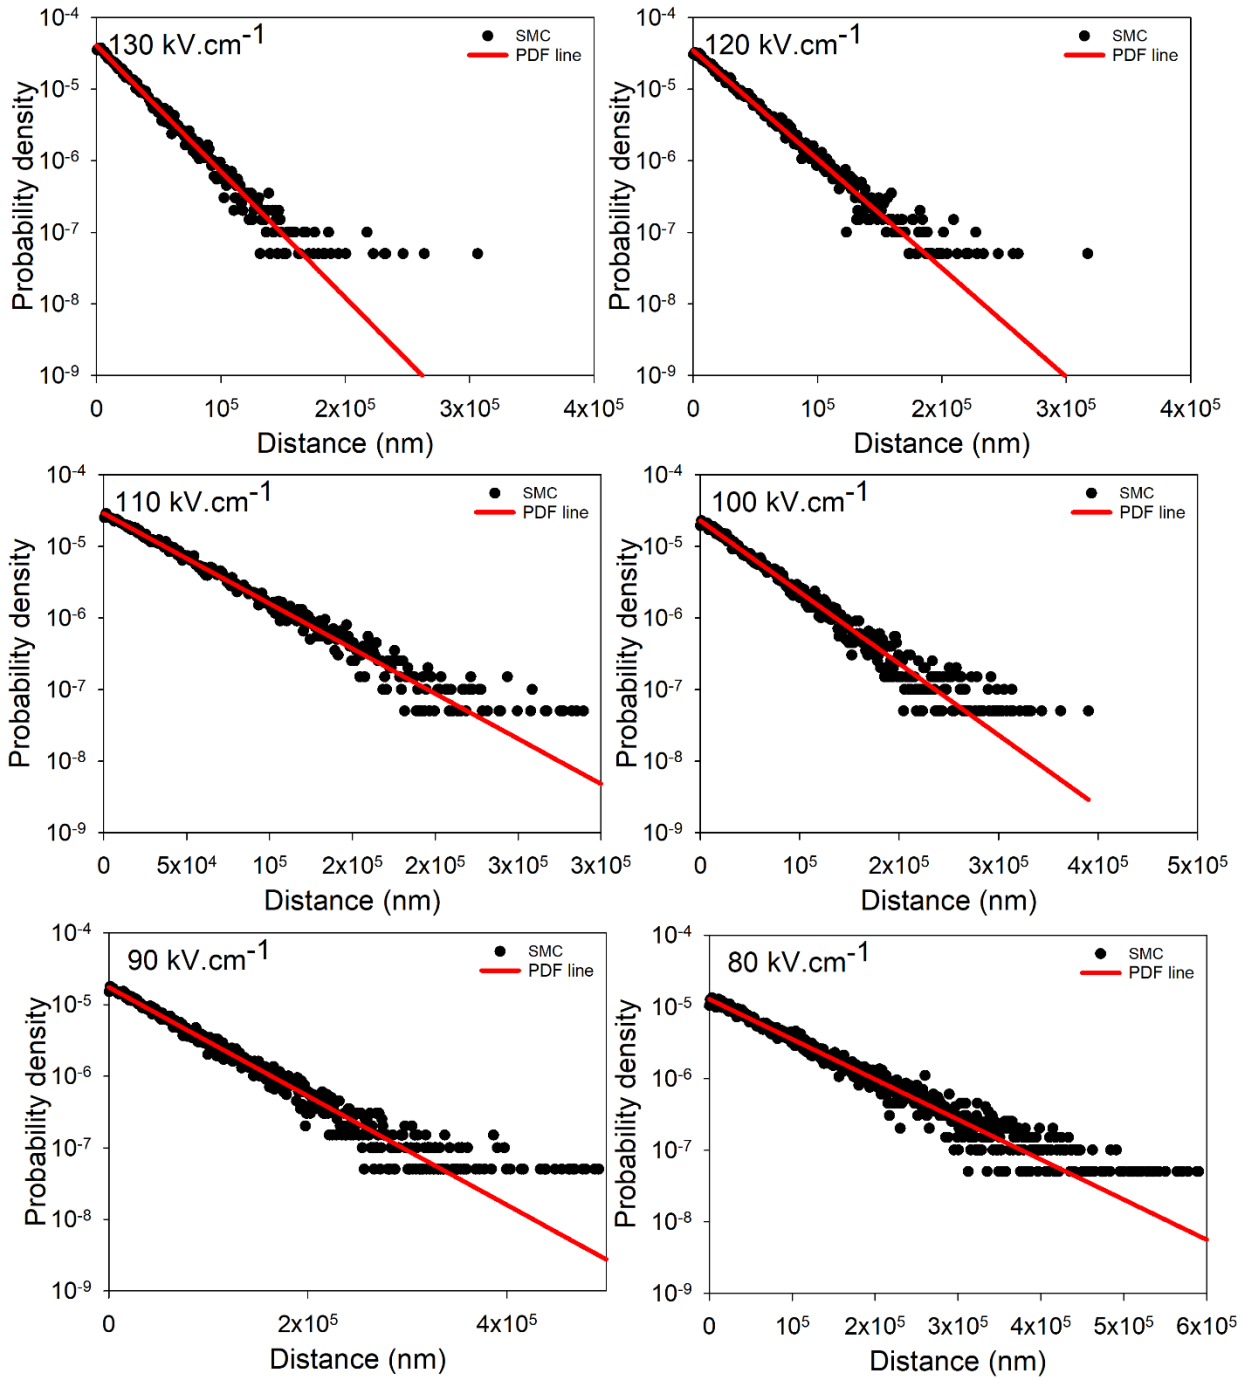 130 kV.cm⁻¹
SMC
PDF line
Probability density
10⁻⁴
10⁻⁵
10⁻⁶
10⁻⁷
10⁻⁸
10⁻⁹
0 10⁵ 2x10⁵ 3x10⁵ 4x10⁵
Distance (nm)
120 kV.cm⁻¹
SMC
PDF line
Probability density
10⁻⁴
10⁻⁵
10⁻⁶
10⁻⁷
10⁻⁸
10⁻⁹
0 10⁵ 2x10⁵ 3x10⁵ 4x10⁵
Distance (nm)
110 kV.cm⁻¹
SMC
PDF line
Probability density
10⁻⁴
10⁻⁵
10⁻⁶
10⁻⁷
10⁻⁸
10⁻⁹
0 5x10⁴ 10⁵ 2x10⁵ 2x10⁵ 3x10⁵ 3x10⁵
Distance (nm)
100 kV.cm⁻¹
SMC
PDF line
Probability density
10⁻⁴
10⁻⁵
10⁻⁶
10⁻⁷
10⁻⁸
10⁻⁹
0 10⁵ 2x10⁵ 3x10⁵ 4x10⁵ 5x10⁵
Distance (nm)
90 kV.cm⁻¹
SMC
PDF line
Probability density
10⁻⁴
10⁻⁵
10⁻⁶
10⁻⁷
10⁻⁸
10⁻⁹
0 2x10⁵ 4x10⁵
Distance (nm)
80 kV.cm⁻¹
SMC
PDF line
Probability density
10⁻⁴
10⁻⁵
10⁻⁶
10⁻⁷
10⁻⁸
10⁻⁹
0 10⁵ 2x10⁵ 3x10⁵ 4x10⁵ 5x10⁵ 6x10⁵
Distance (nm)